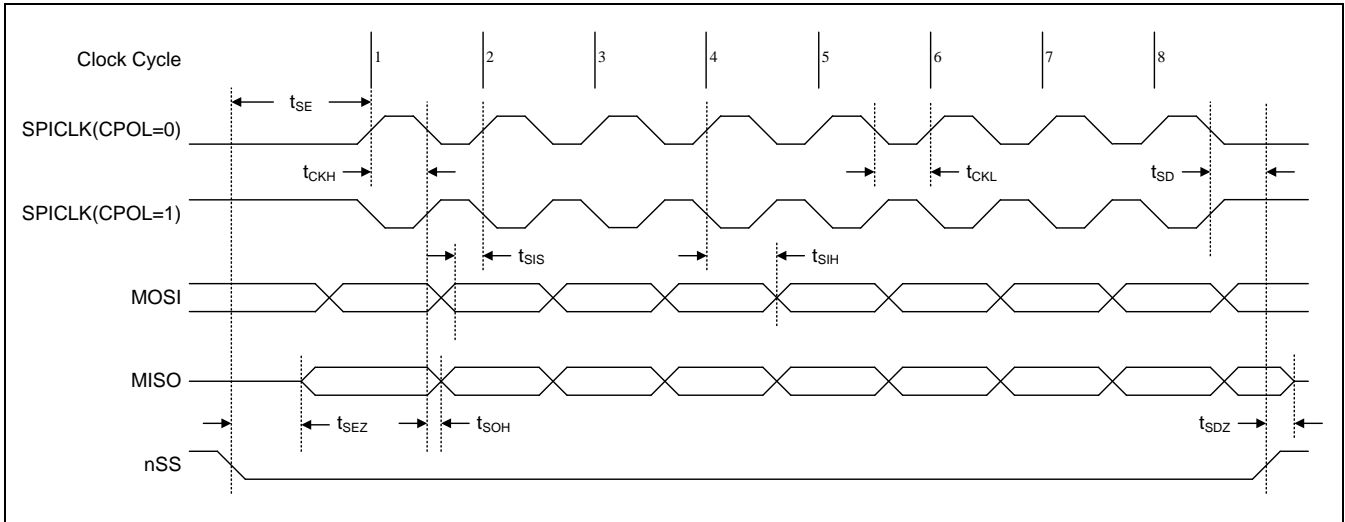 Clock Cycle
1 2 3 4 5 6 7 8
tSE
SPICLK(CPOL=0)
tCKH tCKL tSD
SPICLK(CPOL=1)
tSIS tSIH
MOSI
MISO
tSEZ tSOH tSDZ
nSS